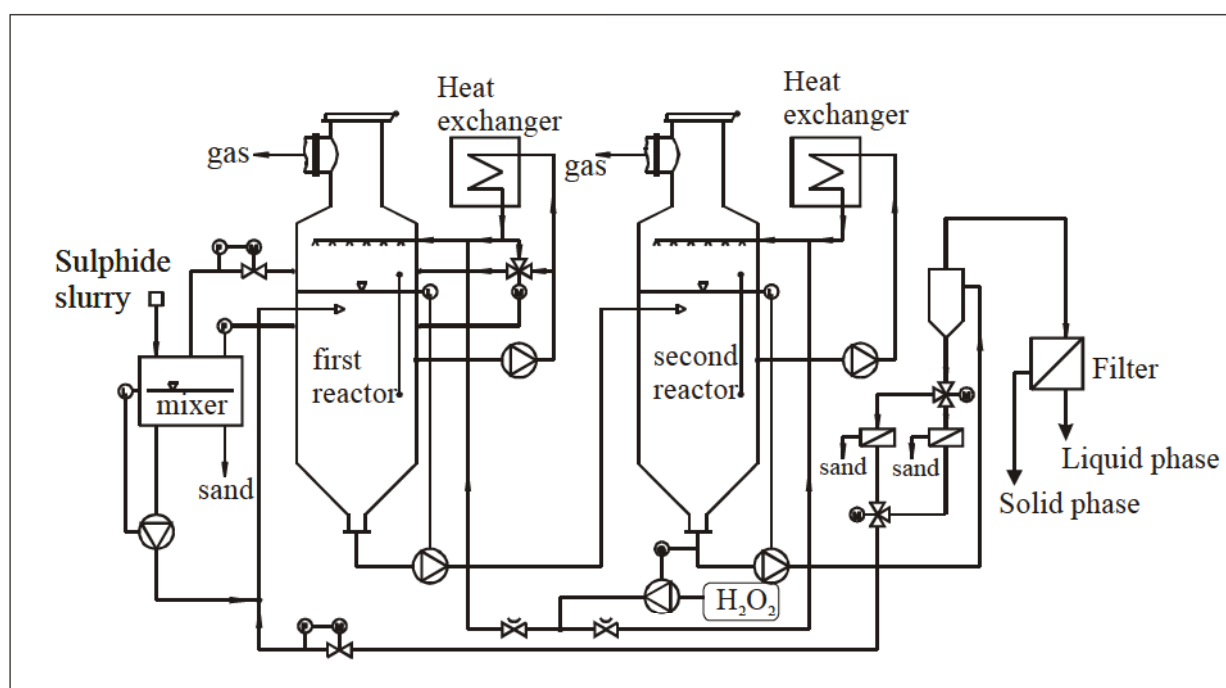 Heat
exchanger
Heat
exchanger
gas
gas
Sulphide
slurry
F
M
L
M
L
F
first
reactor
second
reactor
mixer
L
Filter
M
sand
sand
sand
Liquid phase
Solid phase
M
H₂O₂
F
M